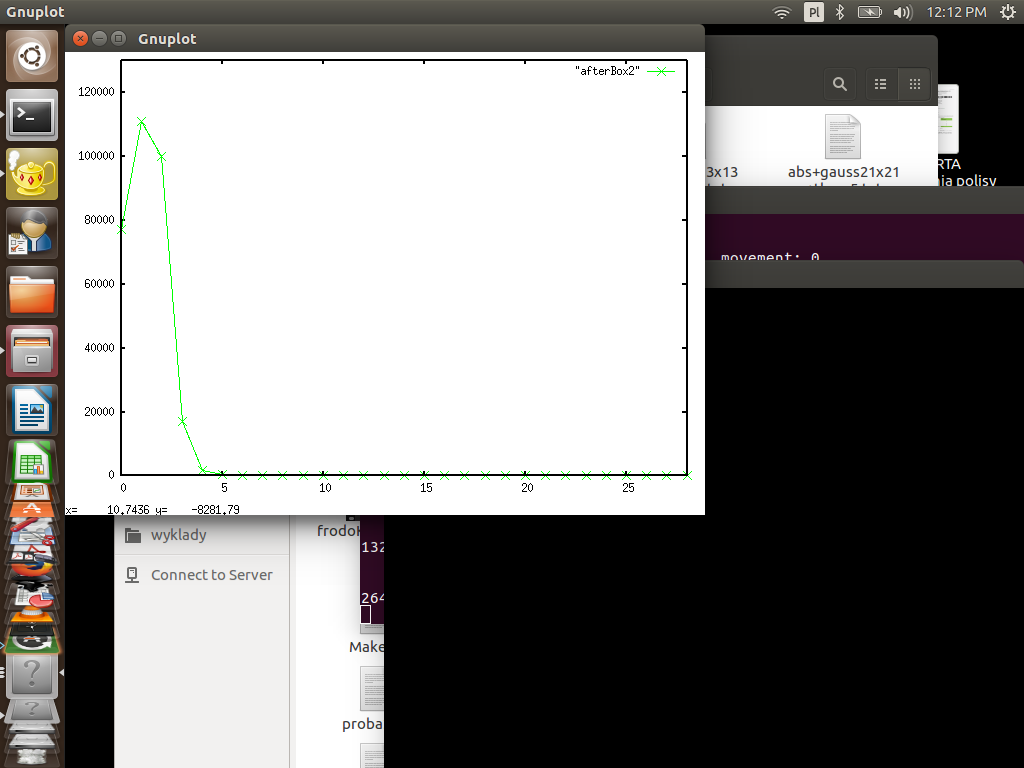 Gnuplot
Pl
12:12 PM
Gnuplot
"afterBox2"
120000
100000
80000
60000
40000
20000
0
0 5 10 15 20 25
x= 10.7436 y= -8281.79
3x13
abs+gauss21x21
RTA
nja polisy
movement: 0
wyklady
Connect to Server
frodo
132
264
Make
proba